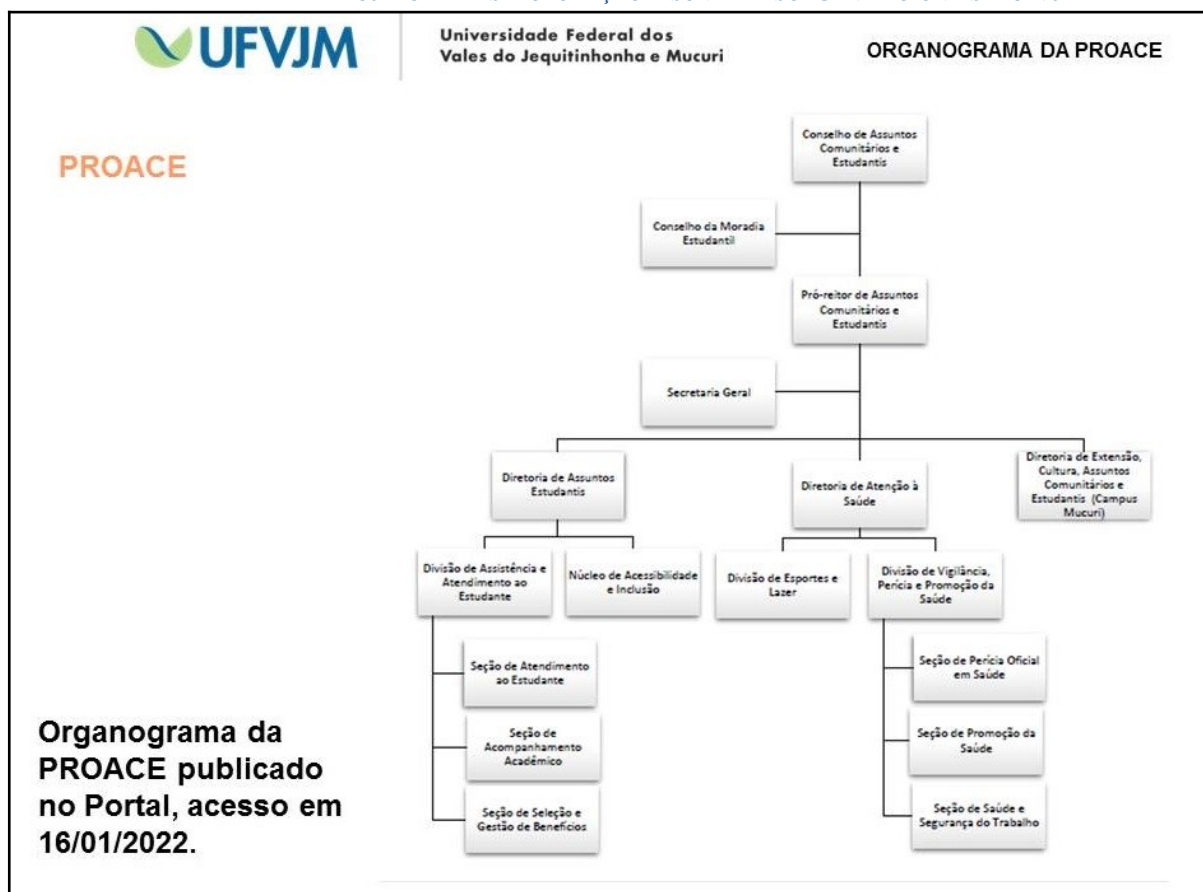 UFVJM
Universidade Federal dos
Vales do Jequitinhonha e Mucuri
ORGANOGRAMA DA PROACE
PROACE
Conselho de Assuntos
Comunitários e
Estudantis
Conselho da Moradia
Estudantil
Pró-reitor de Assuntos
Comunitários e
Estudantis
Secretaria Geral
Diretoria de Assuntos
Estudantis
Diretoria de Atenção à
Saúde
Diretoria de Extensão,
Cultura, Assuntos
Comunitários e
Estudantis (Campus
Mucuri)
Divisão de Assistência e
Atendimento ao
Estudante
Núcleo de Acessibilidade
e Inclusão
Divisão de Esportes e
Lazer
Divisão de Vigilância,
Perícia e Promoção da
Saúde
Seção de Atendimento
ao Estudante
Seção de
Acompanhamento
Acadêmico
Seção de Seleção e
Gestão de Benefícios
Seção de Perícia Oficial
em Saúde
Seção de Promoção da
Saúde
Seção de Saúde e
Segurança do Trabalho
Organograma da
PROACE publicado
no Portal, acesso em
16/01/2022.